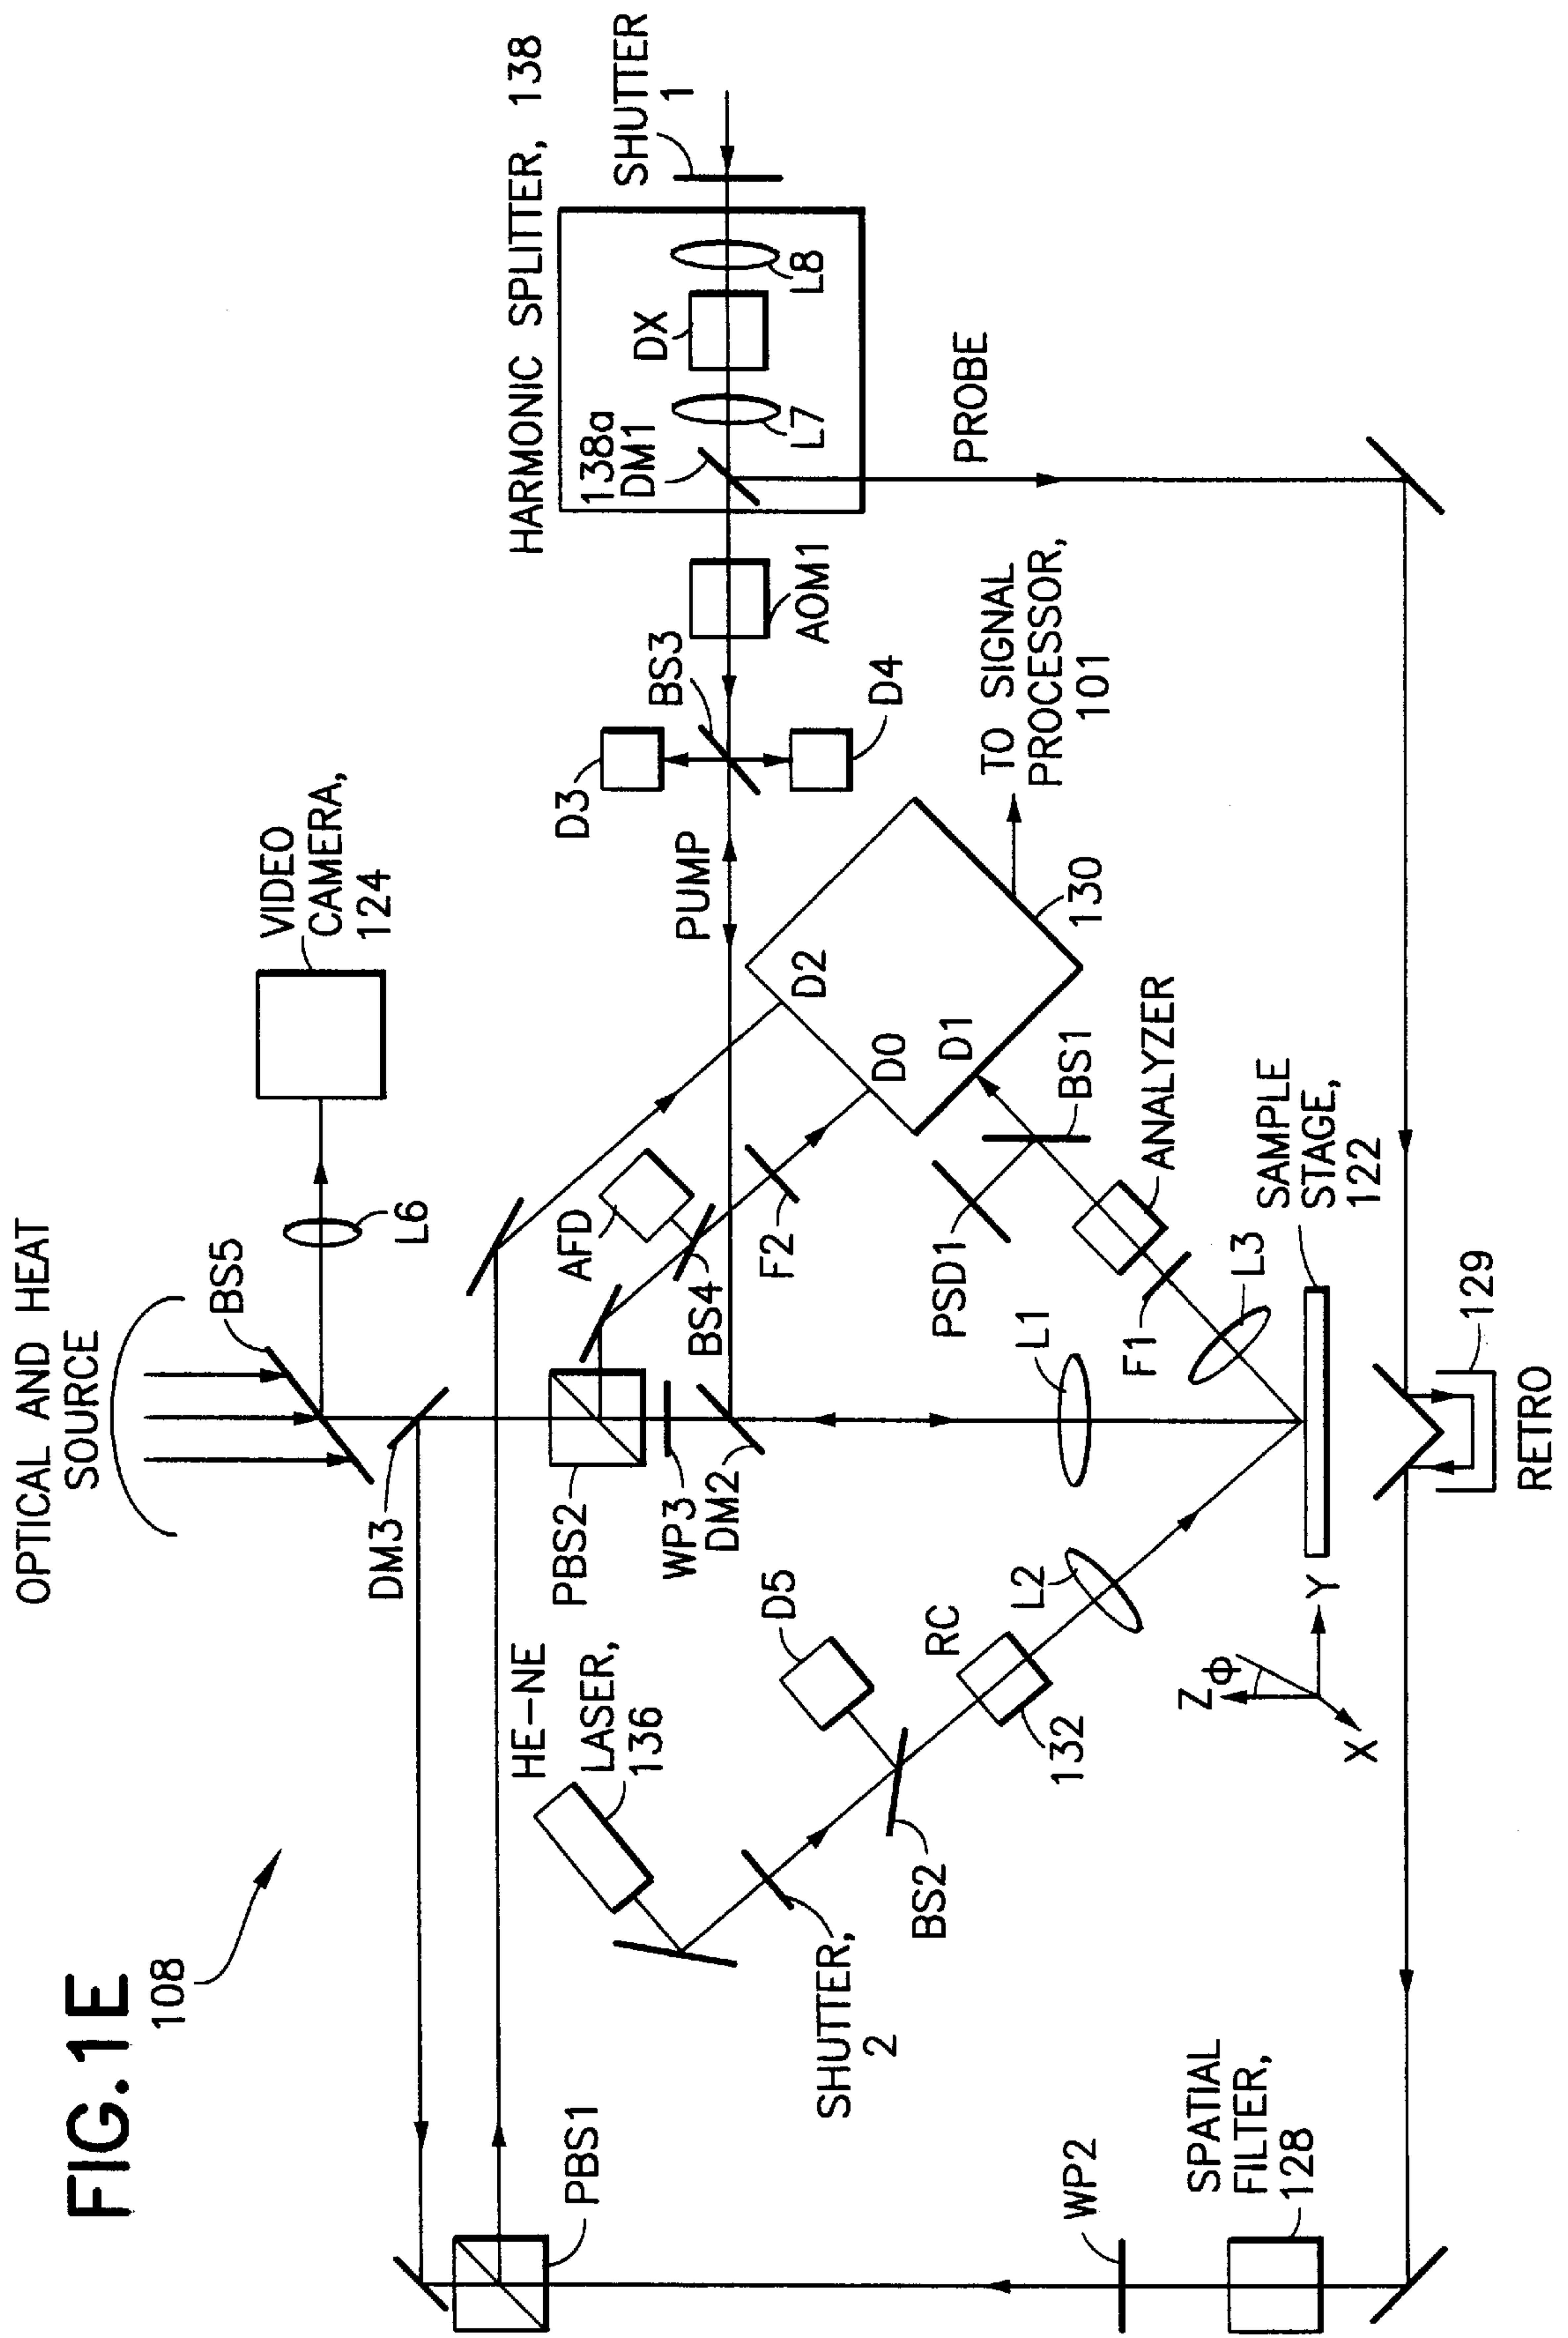 FIG.1E
108
OPTICAL AND HEAT
SOURCE
BS5
VIDEO
CAMERA,
124
L6
DM3
HARMONIC SPLITTER, 138
SHUTTER
1
138a
DM1
DX
L7
L8
PBS1
HE-NE
LASER,
136
PBS2
WP3
DM2
AFD
BS4
F2
PUMP
D3
BS3
D4
AOM1
PROBE
D2
D0
D1
130
TO SIGNAL
PROCESSOR,
101
SHUTTER,
2
BS2
D5
RC
132
L2
L1
PSD1
BS1
ANALYZER
F1
L3
SAMPLE
STAGE,
122
WP2
SPATIAL
FILTER,
128
Z
ϕ
Y
X
129
RETRO